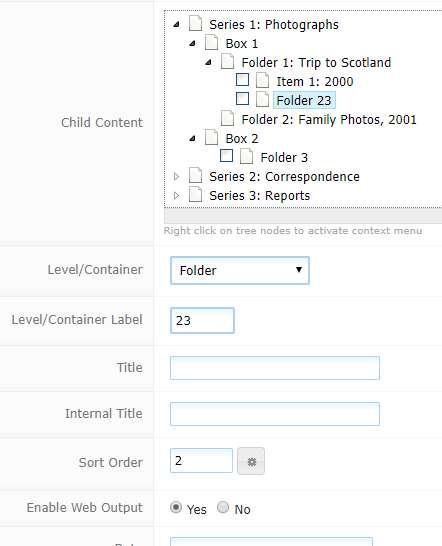 Series 1: Photographs
Box 1
Folder 1: Trip to Scotland
Item 1: 2000
Folder 23
Folder 2: Family Photos, 2001
Box 2
Folder 3
Series 2: Correspondence
Series 3: Reports
Child Content
Right click on tree nodes to activate context menu
Level/Container Folder
Level/Container Label 23
Title
Internal Title
Sort Order 2
Enable Web Output Yes No